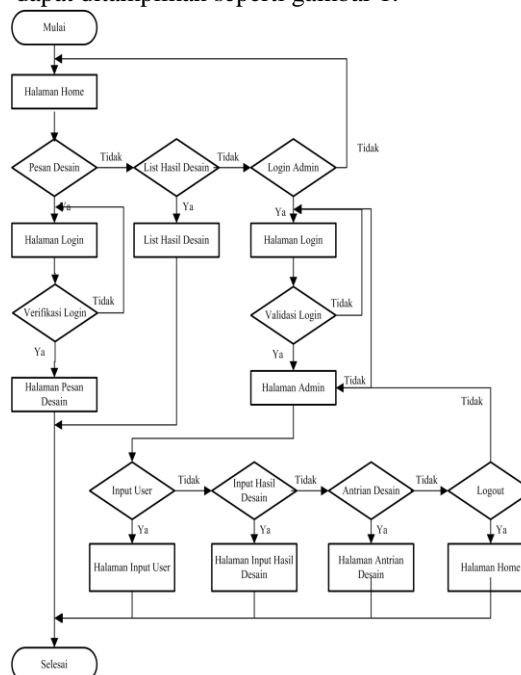 dapat ditampilkan seperti gambar 1.
Mulai
Halaman Home
Pesan Desain
Tidak
List Hasil Desain
Tidak
Login Admin
Tidak
Ya
Ya
Ya
Halaman Login
List Hasil Desain
Halaman Login
Verifikasi Login
Tidak
Validasi Login
Tidak
Ya
Ya
Halaman Pesan
Desain
Halaman Admin
Tidak
Tidak
Input User
Tidak
Input Hasil
Desain
Tidak
Antrian Desain
Tidak
Logout
Ya
Ya
Ya
Ya
Halaman Input User
Halaman Input Hasil
Desain
Halaman Antrian
Desain
Halaman Home
Selesai